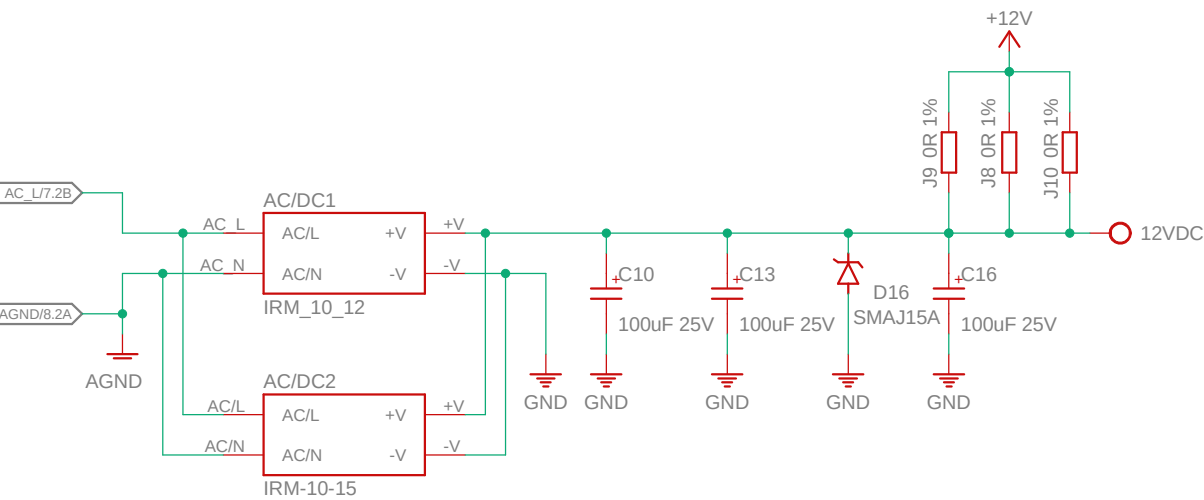 +12V
J9 0R 1%
J8 0R 1%
J10 0R 1%
AC_L/7.2B
AC/DC1
AC_L
AC/L
+V
+V
12VDC
AC_N
AC/N
-V
-V
IRM_10_12
AGND/8.2A
AGND
+
C10
100uF 25V
+
C13
100uF 25V
D16
SMAJ15A
+
C16
100uF 25V
GND
GND
GND
GND
GND
AC/DC2
AC/L
AC/L
+V
+V
AC/N
AC/N
-V
-V
IRM-10-15